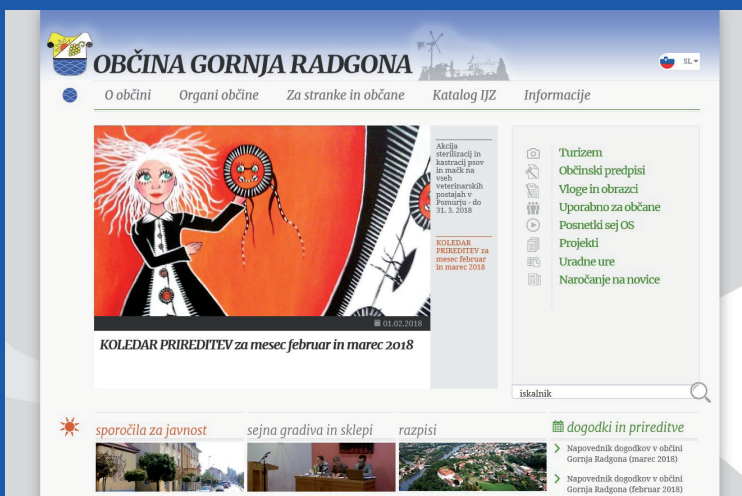 OBČINA GORNJA RADGONA
SL
O občini Organi občine Za stranke in občane Katalog IJZ Informacije
01.02.2018
KOLEDAR PRIREDITEV za mesec februar in marec 2018
Akcija
sterilizacij in
kastracij psov
in mačk na
vseh
veterinarskih
postajah v
Pomurju - do
31. 3. 2018
KOLEDAR
PRIREDITEV za
mesec februar
in marec 2018
Turizem
Občinski predpisi
Vloge in obrazci
Uporabno za občane
Posnetki sej OS
Projekti
Uradne ure
Naročanje na novice
iskalnik
sporočila za javnost sejna gradiva in sklepi razpisi
dogodki in prireditve
Napovednik dogodkov v občini
Gornja Radgona (marec 2018)
Napovednik dogodkov v občini
Gornja Radgona (februar 2018)